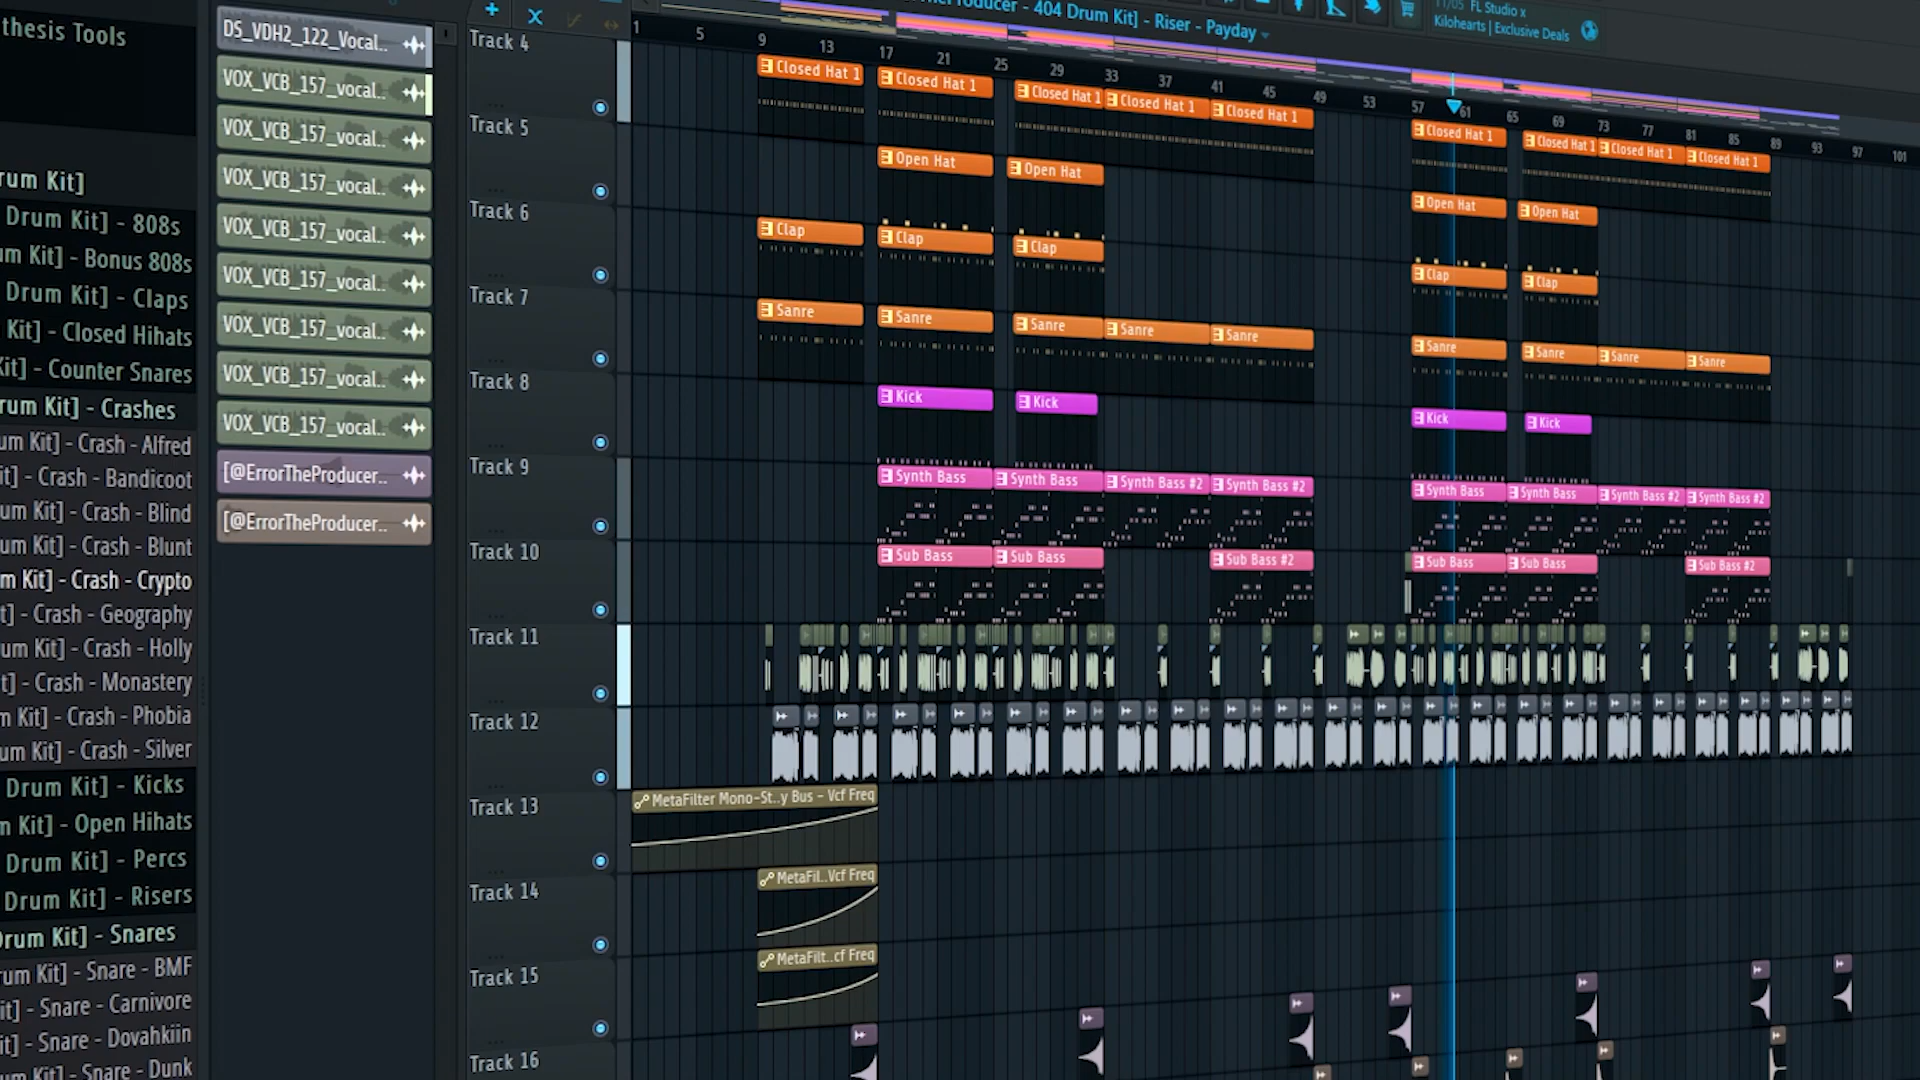 thesis Tools
rum Kit]
Drum Kit] - 808s
um Kit] - Bonus 808s
Drum Kit] - Claps
Kit] - Closed Hihats
Kit] - Counter Snares
rum Kit] - Crashes
um Kit] - Crash - Alfred
it] - Crash - Bandicoot
um Kit] - Crash - Blind
um Kit] - Crash - Blunt
m Kit] - Crash - Crypto
it] - Crash - Geography
rum Kit] - Crash - Holly
t] - Crash - Monastery
m Kit] - Crash - Phobia
um Kit] - Crash - Silver
Drum Kit] - Kicks
m Kit] - Open Hihats
Drum Kit] - Percs
Drum Kit] - Risers
Drum Kit] - Snares
rum Kit] - Snare - BMF
it] - Snare - Carnivore
it] - Snare - Dovahkiin
um Kit] - Snare - Dunk
DS_VDH2_122_Vocal..
VOX_VCB_157_vocal..
VOX_VCB_157_vocal..
VOX_VCB_157_vocal..
VOX_VCB_157_vocal..
VOX_VCB_157_vocal..
VOX_VCB_157_vocal..
VOX_VCB_157_vocal..
VOX_VCB_157_vocal..
[@ErrorTheProducer..
[@ErrorTheProducer..
Producer - 404 Drum Kit] - Riser - Payday
11/05 FL Studio x
Kilohearts | Exclusive Deals
1 5 9 13 17 21 25 29 33 37 41 45 49 53 57 61 65 69 73 77 81 85 89 93 97 101
Track 4
Closed Hat 1 Closed Hat 1 Closed Hat 1 Closed Hat 1 Closed Hat 1 Closed Hat 1 Closed Hat 1 Closed Hat 1 Closed Hat 1
Track 5
Open Hat Open Hat Open Hat Open Hat
Track 6
Clap Clap Clap Clap Clap
Track 7
Sanre Sanre Sanre Sanre Sanre Sanre Sanre Sanre Sanre
Track 8
Kick Kick Kick Kick
Track 9
Synth Bass Synth Bass Synth Bass #2 Synth Bass #2 Synth Bass Synth Bass Synth Bass #2 Synth Bass #2
Track 10
Sub Bass Sub Bass Sub Bass #2 Sub Bass Sub Bass Sub Bass #2
Track 11
Track 12
Track 13
MetaFilter Mono-St..y Bus - Vcf Freq
Track 14
MetaFil..Vcf Freq
Track 15
MetaFilt..cf Freq
Track 16